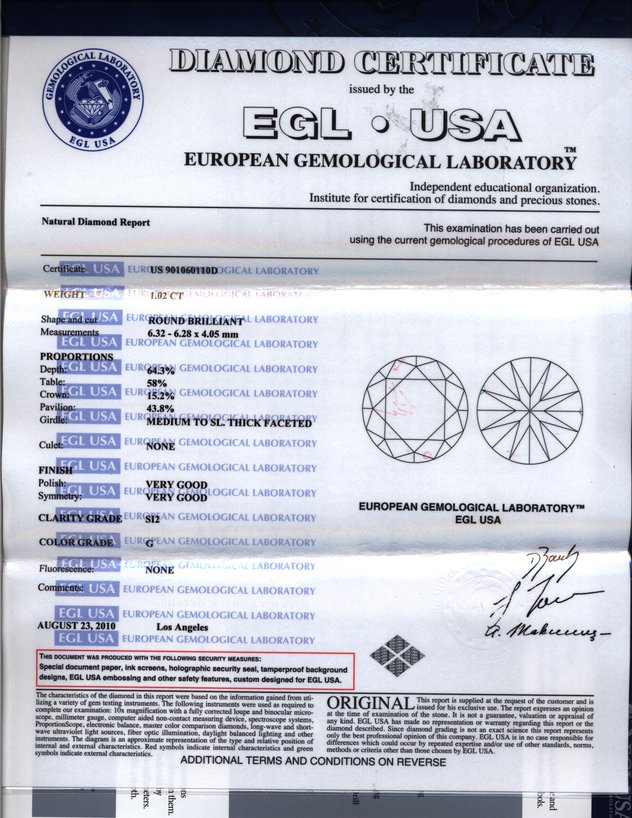 GEMOLOGICAL LABORATORY
EGL USA
DIAMOND CERTIFICATE
issued by the
EGL • USA
EUROPEAN GEMOLOGICAL LABORATORY™
Independent educational organization.
Institute for certification of diamonds and precious stones.
Natural Diamond Report
This examination has been carried out
using the current gemological procedures of EGL USA
Certificate US 901060110D
WEIGHT 1.02 CT
Shape and cut ROUND BRILLIANT
Measurements 6.32 - 6.28 x 4.05 mm
PROPORTIONS
Depth: 64.3%
Table: 58%
Crown: 15.2%
Pavilion: 43.8%
Girdle: MEDIUM TO SL. THICK FACETED
Culet: NONE
FINISH
Polish: VERY GOOD
Symmetry: VERY GOOD
CLARITY GRADE SI2
COLOR GRADE G
Fluorescence: NONE
Comments:
AUGUST 23, 2010 Los Angeles
EGL USA EUROPEAN GEMOLOGICAL LABORATORY
EUROPEAN GEMOLOGICAL LABORATORY™
EGL USA
THIS DOCUMENT WAS PRODUCED WITH THE FOLLOWING SECURITY MEASURES:
Special document paper, ink screens, holographic security seal, tamperproof background
designs, EGL USA embossing and other safety features, custom designed for EGL USA.
The characteristics of the diamond in this report were based on the information gained from uti-
lizing a variety of gem testing instruments. The following instruments were used as required to
complete our examination: 10x magnification with a fully corrected loupe and binocular micro-
scope, millimeter gauge, computer aided non-contact measuring device, spectroscope systems,
ProportionScope, electronic balance, master color comparison diamonds, long-wave and short-
wave ultraviolet light sources, fiber optic illumination, daylight balanced lighting and other
instruments. The diagram is an approximate representation of the type and relative position of
internal and external characteristics. Red symbols indicate internal characteristics and green
symbols indicate external characteristics.
ORIGINAL This report is supplied at the request of the customer and is
issued for his exclusive use. The report expresses an opinion
at the time of examination of the stone. It is not a guarantee, valuation or appraisal of
any kind. EGL USA has made no representation or warranty regarding this report or the
diamond described. Since diamond grading is not an exact science this report represents
only the best professional opinion of this company. EGL USA is in no case responsible for
differences which could occur by repeated expertise and/or use of other standards, norms,
methods or criteria other than those chosen by EGL USA.
ADDITIONAL TERMS AND CONDITIONS ON REVERSE